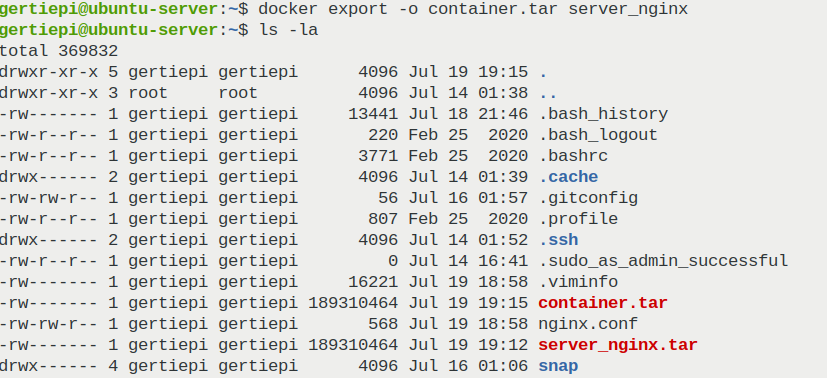 gertiepi@ubuntu-server:~$ docker export -o container.tar server_nginx
gertiepi@ubuntu-server:~$ ls -la
total 369832
drwxr-xr-x 5 gertiepi gertiepi      4096 Jul 19 19:15 .
drwxr-xr-x 3 root     root          4096 Jul 14 01:38 ..
-rw------- 1 gertiepi gertiepi     13441 Jul 18 21:46 .bash_history
-rw-r--r-- 1 gertiepi gertiepi       220 Feb 25  2020 .bash_logout
-rw-r--r-- 1 gertiepi gertiepi      3771 Feb 25  2020 .bashrc
drwx------ 2 gertiepi gertiepi      4096 Jul 14 01:39 .cache
-rw-rw-r-- 1 gertiepi gertiepi        56 Jul 16 01:57 .gitconfig
-rw-r--r-- 1 gertiepi gertiepi       807 Feb 25  2020 .profile
drwx------ 2 gertiepi gertiepi      4096 Jul 14 01:52 .ssh
-rw-r--r-- 1 gertiepi gertiepi         0 Jul 14 16:41 .sudo_as_admin_successful
-rw------- 1 gertiepi gertiepi     16221 Jul 19 18:58 .viminfo
-rw------- 1 gertiepi gertiepi 189310464 Jul 19 19:15 container.tar
-rw-rw-r-- 1 gertiepi gertiepi       568 Jul 19 18:58 nginx.conf
-rw------- 1 gertiepi gertiepi 189310464 Jul 19 19:12 server_nginx.tar
drwx------ 4 gertiepi gertiepi      4096 Jul 16 01:06 snap